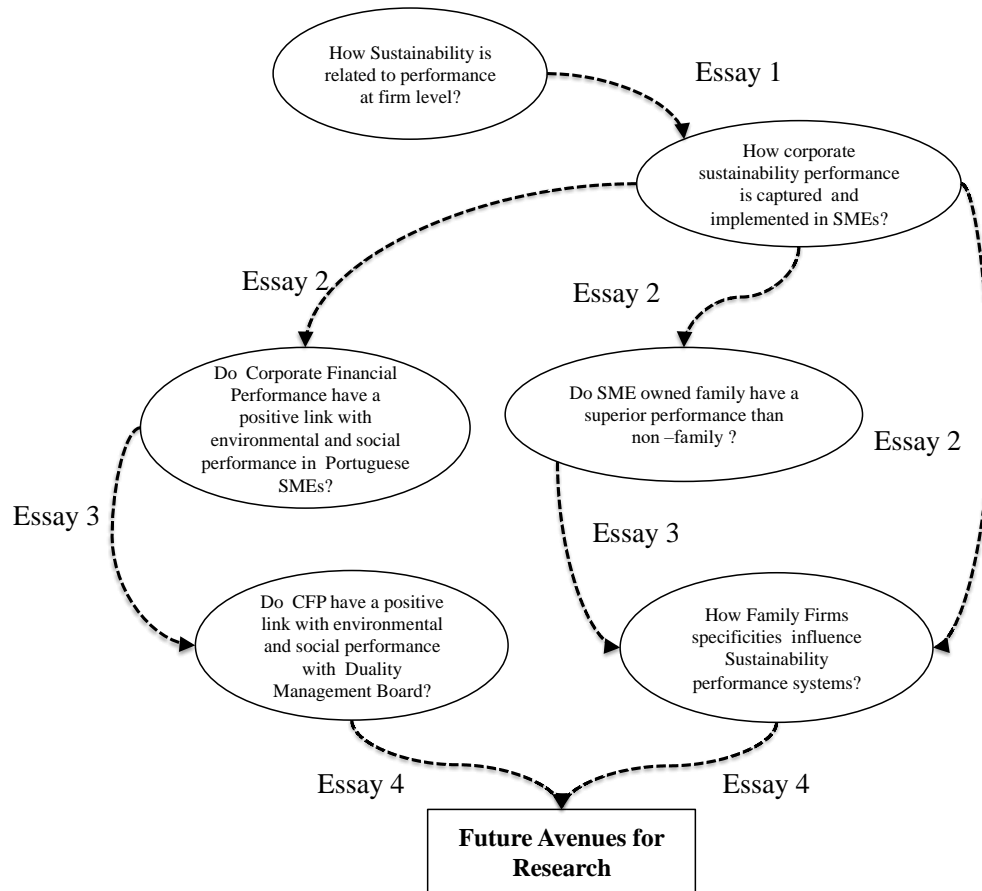 How Sustainability is
related to performance
at firm level?
Essay 1
How corporate
sustainability performance
is captured and
implemented in SMEs?
Essay 2
Essay 2
Do Corporate Financial
Performance have a
positive link with
environmental and social
performance in Portuguese
SMEs?
Do SME owned family have a
superior performance than
non –family ?
Essay 2
Essay 3
Essay 3
Do CFP have a positive
link with environmental
and social performance
with Duality
Management Board?
How Family Firms
specificities influence
Sustainability
performance systems?
Essay 4
Essay 4
Future Avenues for
Research